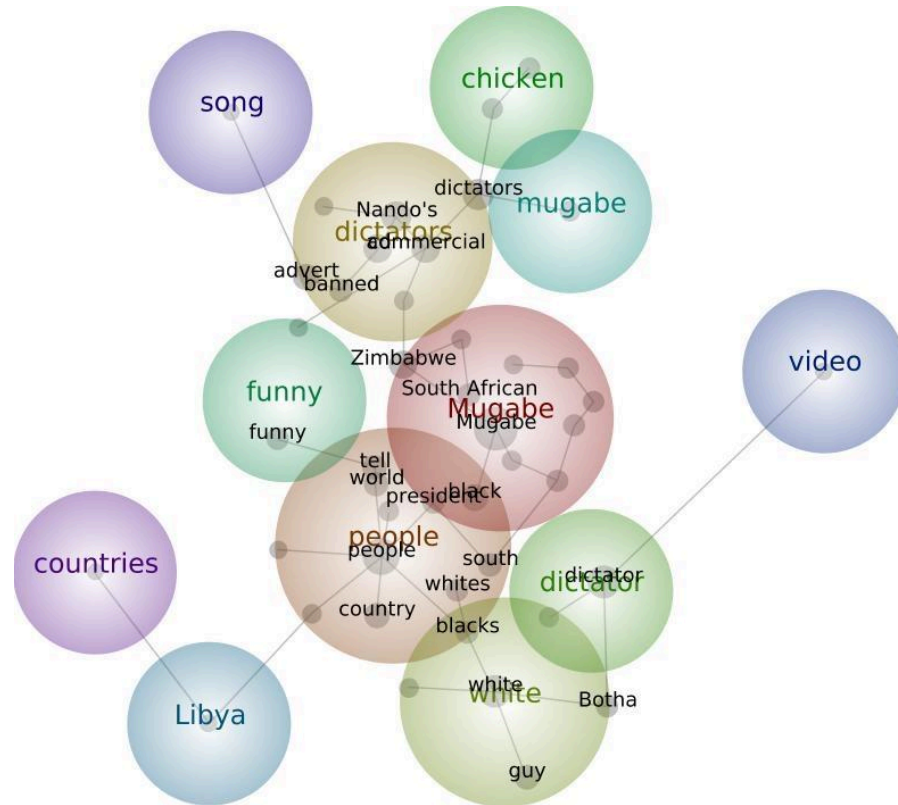 chicken
song
dictators
mugabe
Nando's
dictators
ad
commercial
advert
banned
Zimbabwe
video
South African
funny
Mugabe
Mugabe
funny
tell
world
black
president
people
people
south
countries
whites
dictator
dictator
country
blacks
white
white
Botha
Libya
guy